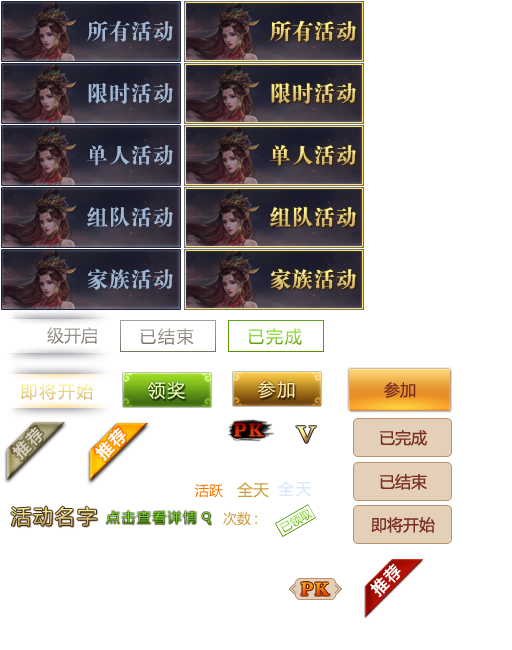 所有活动 所有活动
限时活动 限时活动
单人活动 单人活动
组队活动 组队活动
家族活动 家族活动
级开启 已结束 已完成
即将开始 领奖 参加 参加
推荐 推荐 PK V 已完成
活跃 全天 全天 已结束
活动名字 点击查看详情 次数： 已领取 即将开始
PK 推荐